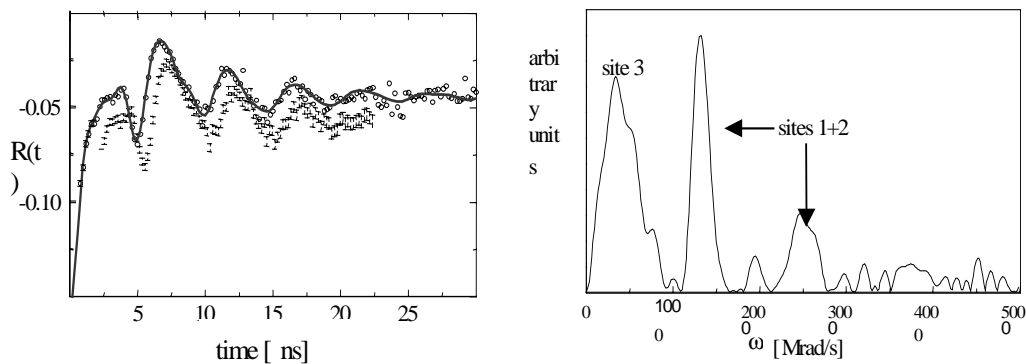 -0.05
R(t
)
-0.10
5 10 15 20 25
time [ ns]
arbi
trar
y
unit
s
site 3
sites 1+2
0 100 200 300 400 500
0 0 0 0 0
ω [Mrad/s]